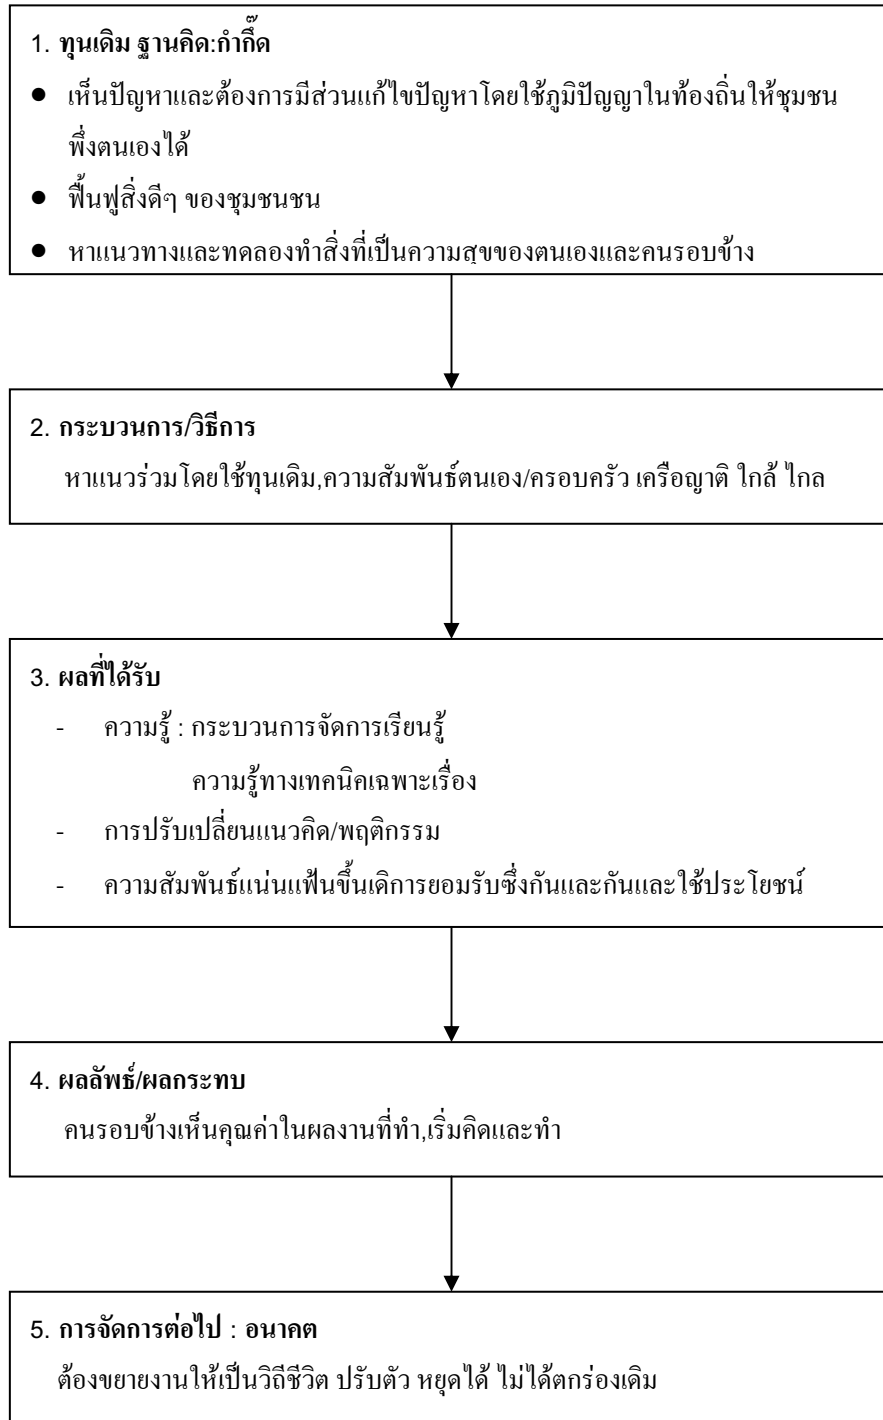 1. ทุนเดิม ฐานคิด:กำกึ๊ด
● เห็นปัญหาและต้องการมีส่วนแก้ไขปัญหาโดยใช้ภูมิปัญญาในท้องถิ่นให้ชุมชน
พึ่งตนเองได้
● ฟื้นฟูสิ่งดีๆ ของชุมชนชน
● หาแนวทางและทดลองทำสิ่งที่เป็นความสุขของตนเองและคนรอบข้าง
2. กระบวนการ/วิธีการ
หาแนวร่วมโดยใช้ทุนเดิม,ความสัมพันธ์ตนเอง/ครอบครัว เครือญาติ ใกล้ ไกล
3. ผลที่ได้รับ
- ความรู้ : กระบวนการจัดการเรียนรู้
ความรู้ทางเทคนิคเฉพาะเรื่อง
- การปรับเปลี่ยนแนวคิด/พฤติกรรม
- ความสัมพันธ์แน่นแฟ้นขึ้นเดิการยอมรับซึ่งกันและกันและใช้ประโยชน์
4. ผลลัพธ์/ผลกระทบ
คนรอบข้างเห็นคุณค่าในผลงานที่ทำ,เริ่มคิดและทำ
5. การจัดการต่อไป : อนาคต
ต้องขยายงานให้เป็นวิถีชีวิต ปรับตัว หยุดได้ ไม่ได้ตกร่องเดิม